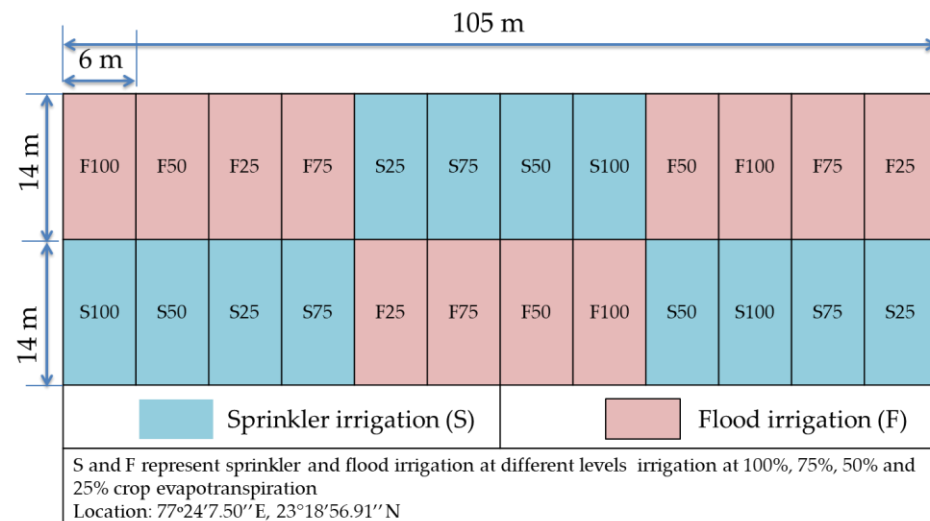 105 m
6 m
14 m
F100 F50 F25 F75 S25 S75 S50 S100 F50 F100 F75 F25
14 m
S100 S50 S25 S75 F25 F75 F50 F100 S50 S100 S75 S25
Sprinkler irrigation (S) Flood irrigation (F)
S and F represent sprinkler and flood irrigation at different levels irrigation at 100%, 75%, 50% and
25% crop evapotranspiration
Location: 77º24'7.50''E, 23°18'56.91''N